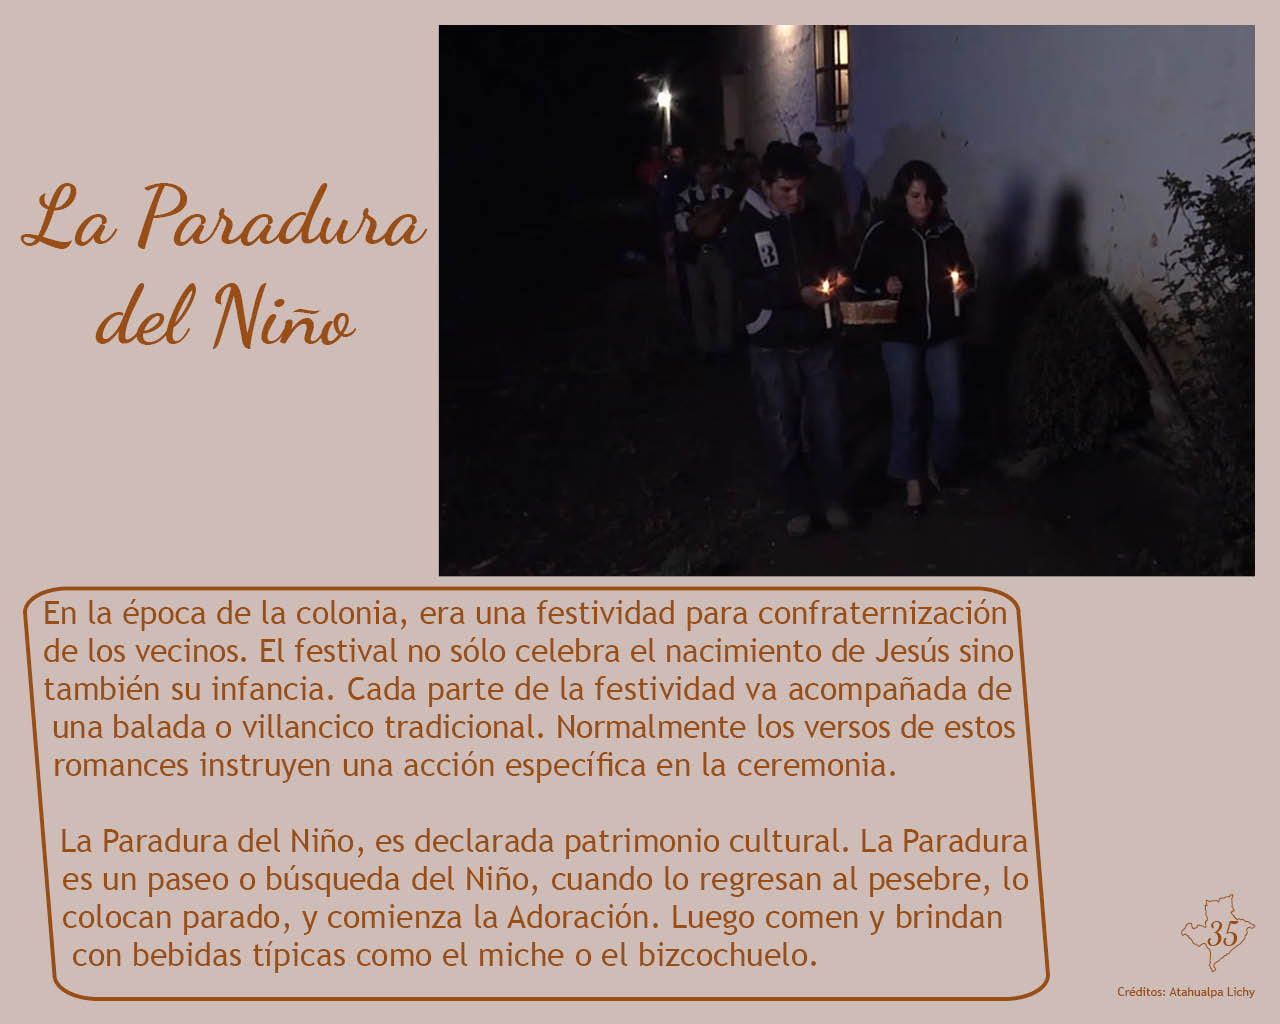 La Paradura
del Niño
3
En la época de la colonia, era una festividad para confraternización
de los vecinos. El festival no sólo celebra el nacimiento de Jesús sino
también su infancia. Cada parte de la festividad va acompañada de
una balada o villancico tradicional. Normalmente los versos de estos
romances instruyen una acción específica en la ceremonia.
La Paradura del Niño, es declarada patrimonio cultural. La Paradura
es un paseo o búsqueda del Niño, cuando lo regresan al pesebre, lo
colocan parado, y comienza la Adoración. Luego comen y brindan
con bebidas típicas como el miche o el bizcochuelo.
35
Créditos: Atahualpa Lichy